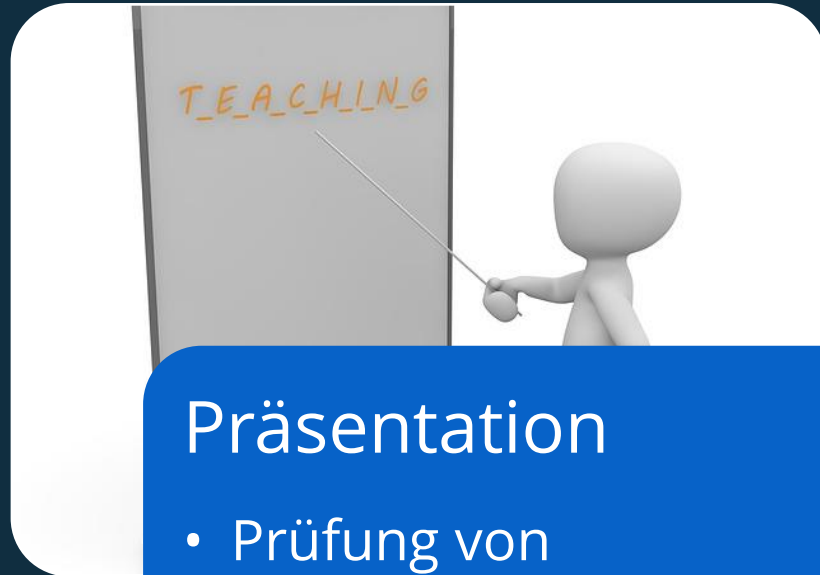 T_E_A_C_H_I_N_G
Präsentation
• Prüfung von